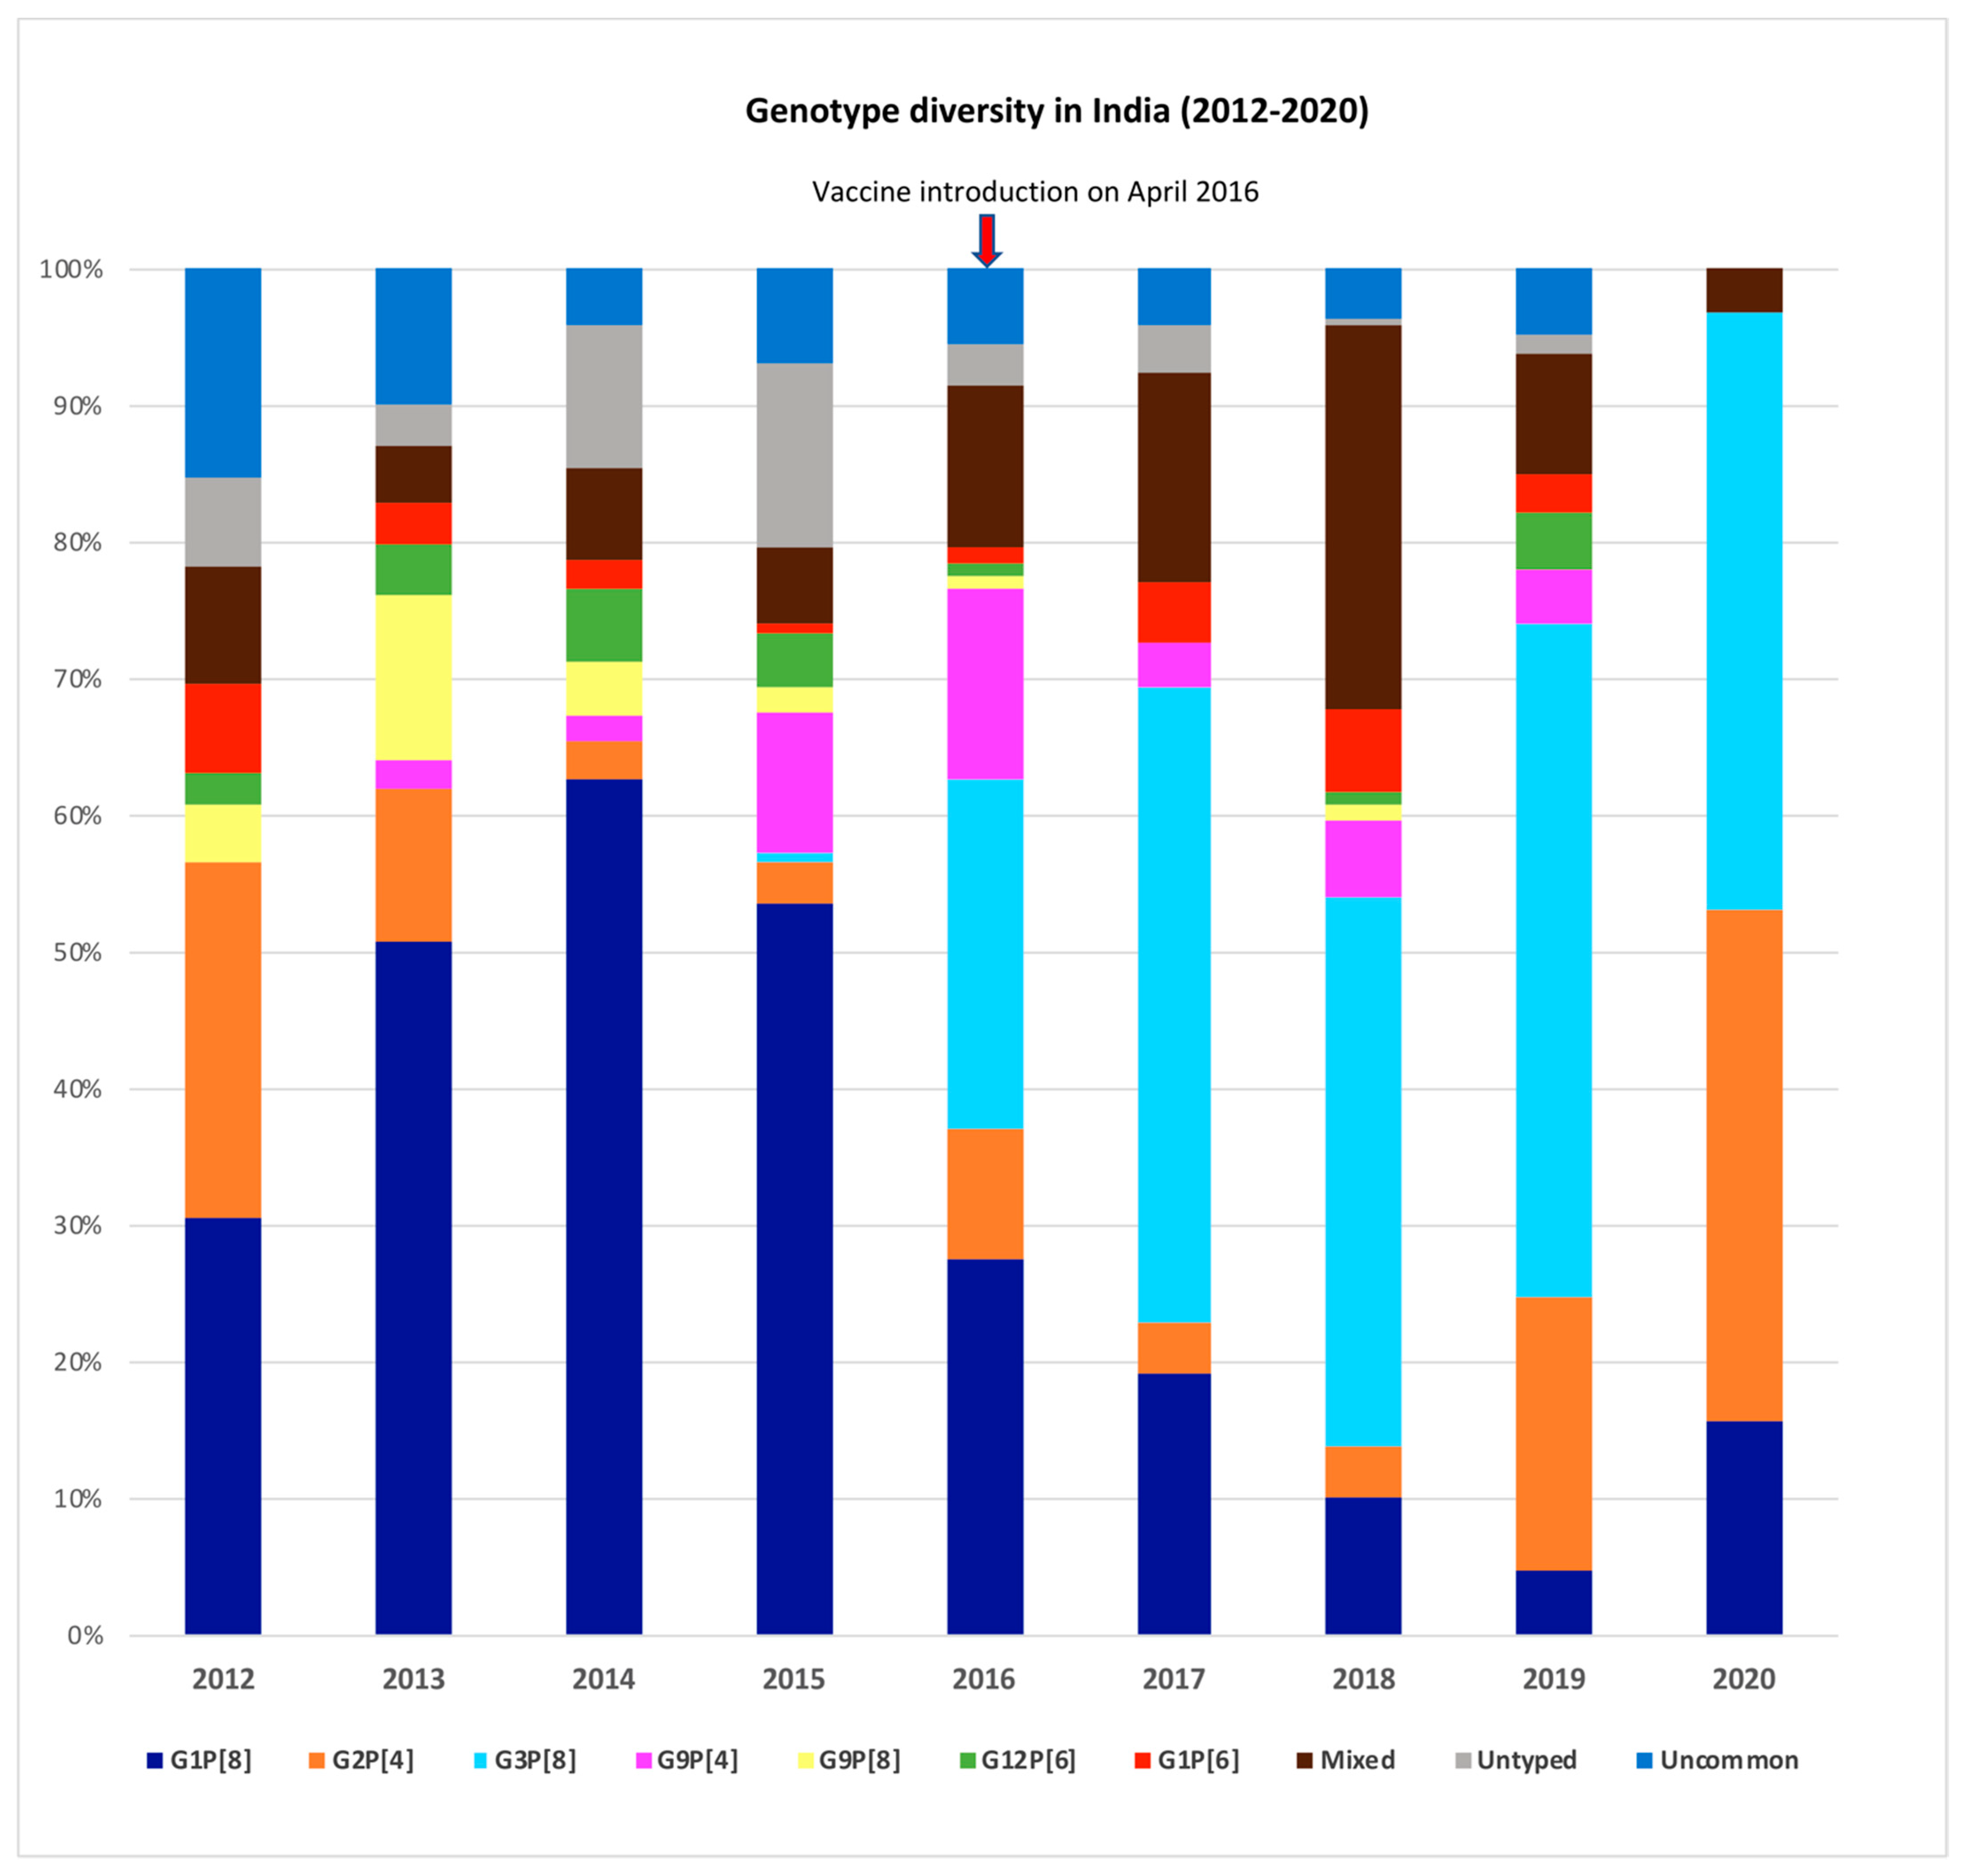 Genotype diversity in India (2012-2020)
Vaccine introduction on April 2016
100%
90%
80%
70%
60%
50%
40%
30%
20%
10%
0%
2012 2013 2014 2015 2016 2017 2018 2019 2020
G1P[8] G2P[4] G3P[8] G9P[4] G9P[8] G12P[6] G1P[6] Mixed Untyped Uncommon